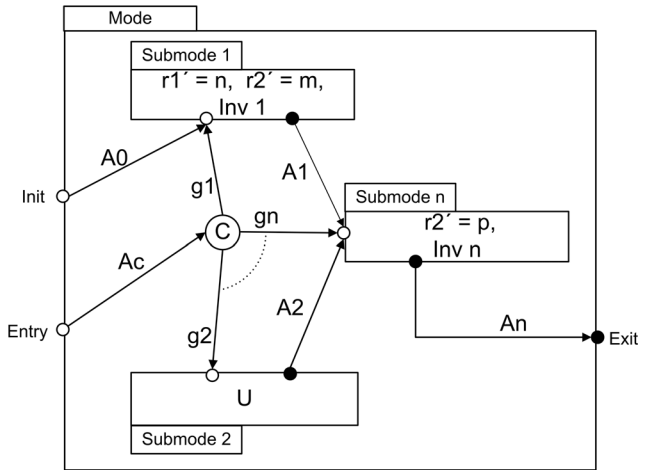 Mode
Submode 1
r1´ = n, r2´ = m,
Inv 1
A0
A1
Init
g1
Submode n
r2´ = p,
Inv n
gn
C
Ac
A2
An
Entry
g2
Exit
U
Submode 2